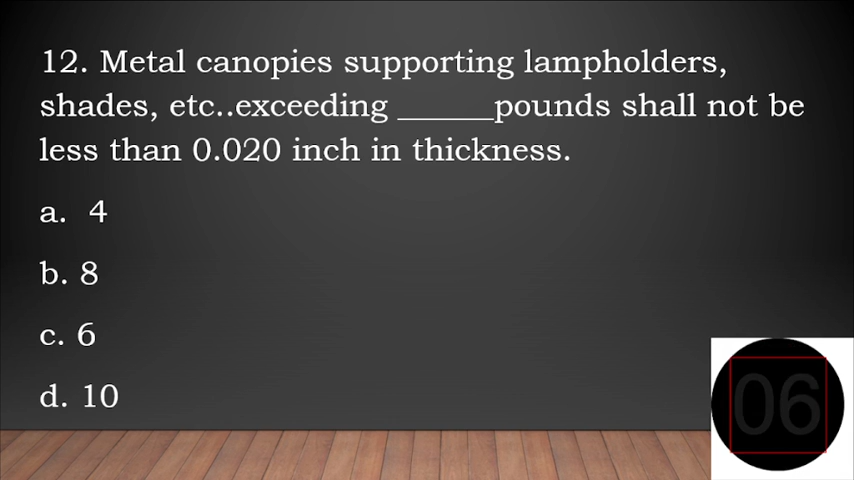 12. Metal canopies supporting lampholders,
shades, etc..exceeding ______pounds shall not be
less than 0.020 inch in thickness.
a. 4
b. 8
c. 6
d. 10
06